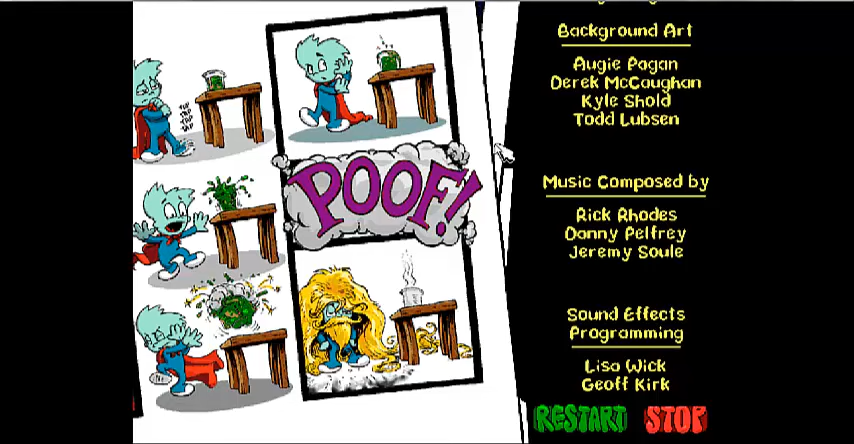 POOF!
Background Art
Augie Pagan
Derek McCaughan
Kyle Shold
Todd Lubsen
Music Composed by
Rick Rhodes
Danny Pelfrey
Jeremy Soule
Sound Effects
Programming
Lisa Wick
Geoff Kirk
RESTART STOP